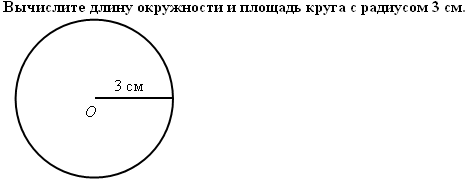 Вычислите длину окружности и площадь круга с радиусом 3 см.
3 см
O